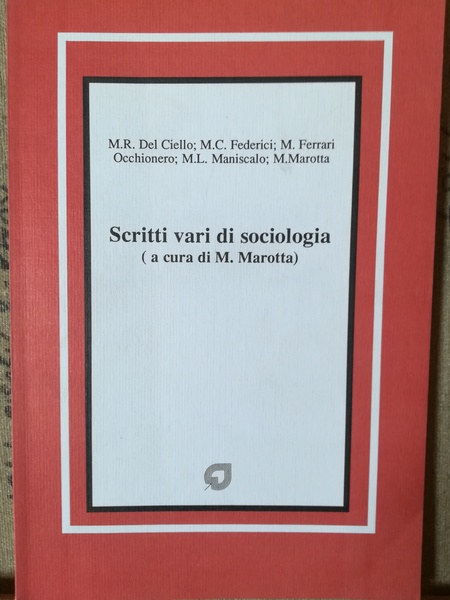 M.R. Del Ciello; M.C. Federici; M. Ferrari
Occhionero; M.L. Maniscalo; M.Marotta
Scritti vari di sociologia
( a cura di M. Marotta)